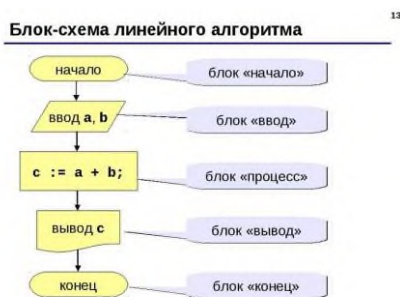 13
Блок-схема линейного алгоритма
начало
блок «начало»
ввод a, b
блок «ввод»
c := a + b;
блок «процесс»
вывод c
блок «вывод»
конец
блок «конец»